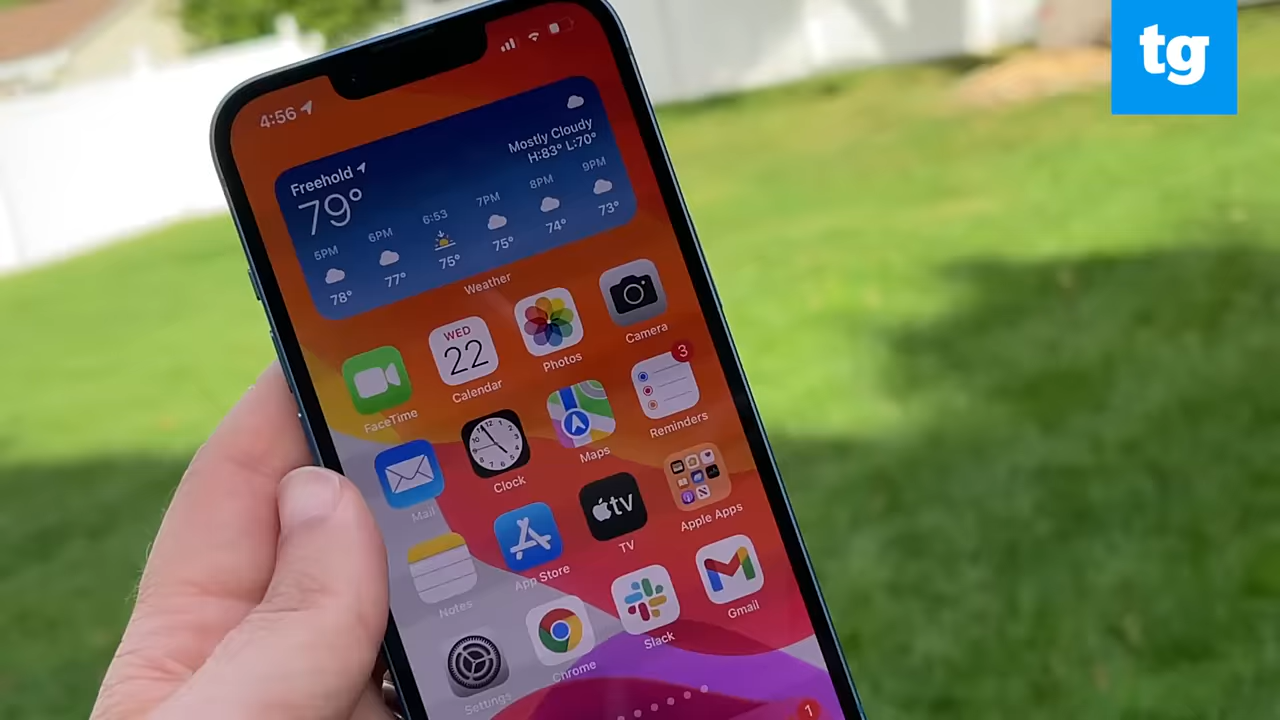 tg
4:56
Freehold
79°
Mostly Cloudy
H:83° L:70°
5PM 6PM 6:53 7PM 8PM 9PM
78° 77° 75° 75° 74° 73°
Weather
FaceTime
WED
22
Calendar
Photos
Camera
Mail
12
Clock
Maps
3
Reminders
Notes
App Store
tv
TV
Apple Apps
Settings
Chrome
Slack
Gmail
1